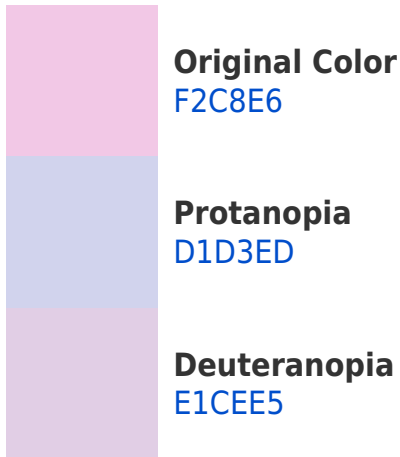 Original Color
F2C8E6
Protanopia
D1D3ED
Deuteranopia
E1CEE5